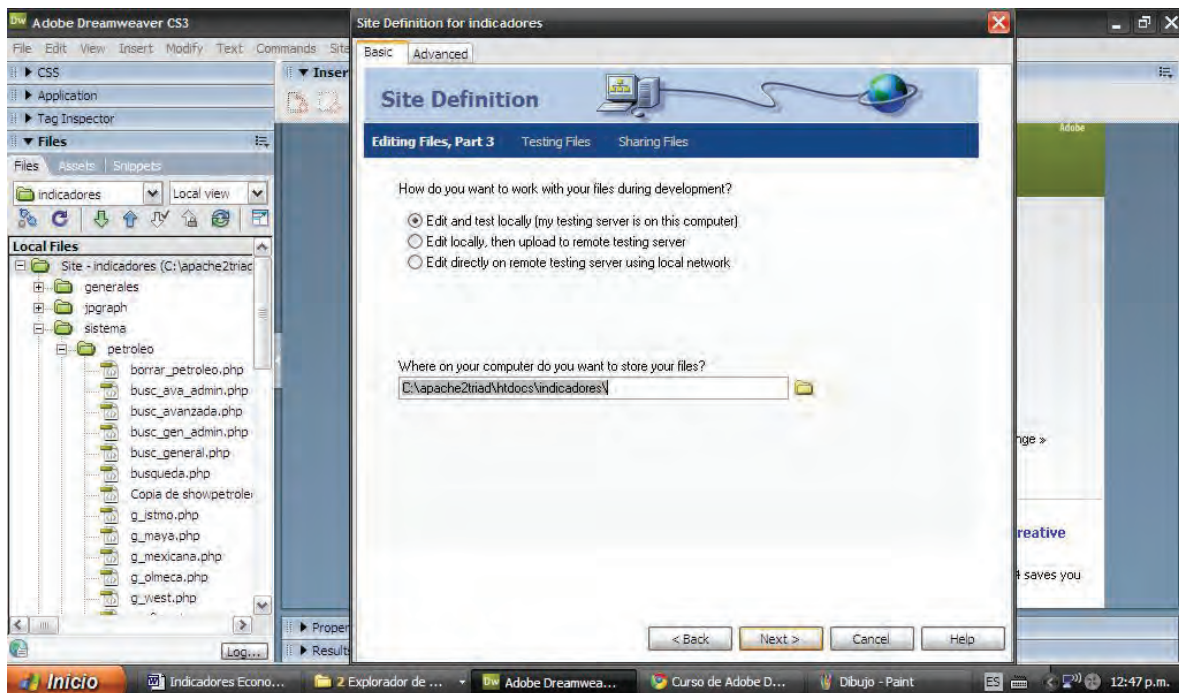 Dw Adobe Dreamweaver CS3
File Edit View Insert Modify Text Commands Site
CSS
Application
Tag Inspector
Files
Files Assets Snippets
indicadores Local view
Local Files
Site - indicadores (C:\apache2triad
generales
jpgraph
sistema
petroleo
borrar_petroleo.php
busc_ava_admin.php
busc_avanzada.php
busc_gen_admin.php
busc_general.php
busqueda.php
Copia de showpetrole
g_istmo.php
g_maya.php
g_mexicana.php
g_olmeca.php
g_west.php
Log...
Inser
Proper
Result
Site Definition for indicadores
Basic Advanced
Site Definition
Editing Files, Part 3 Testing Files Sharing Files
How do you want to work with your files during development?
Edit and test locally (my testing server is on this computer)
Edit locally, then upload to remote testing server
Edit directly on remote testing server using local network
Where on your computer do you want to store your files?
C:\apache2triad\htdocs\indicadores\
< Back Next > Cancel Help
Adobe
nge »
reative
saves you
Inicio Indicadores Econo... 2 Explorador de ... Dw Adobe Dreamwea... Curso de Adobe D... Dibujo - Paint ES 12:47 p.m.